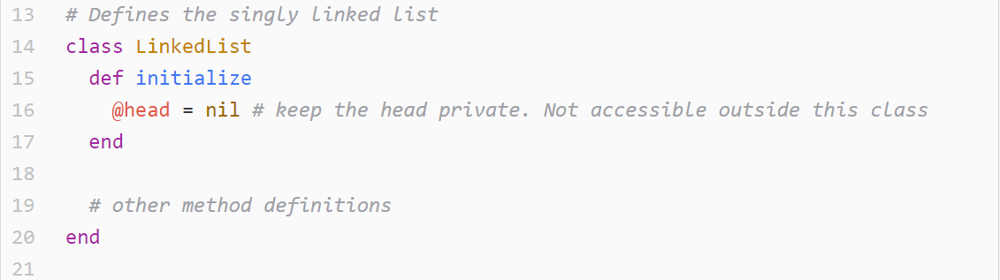 13 # Defines the singly linked list
14 class LinkedList
15   def initialize
16     @head = nil # keep the head private. Not accessible outside this class
17   end
18
19   # other method definitions
20 end
21